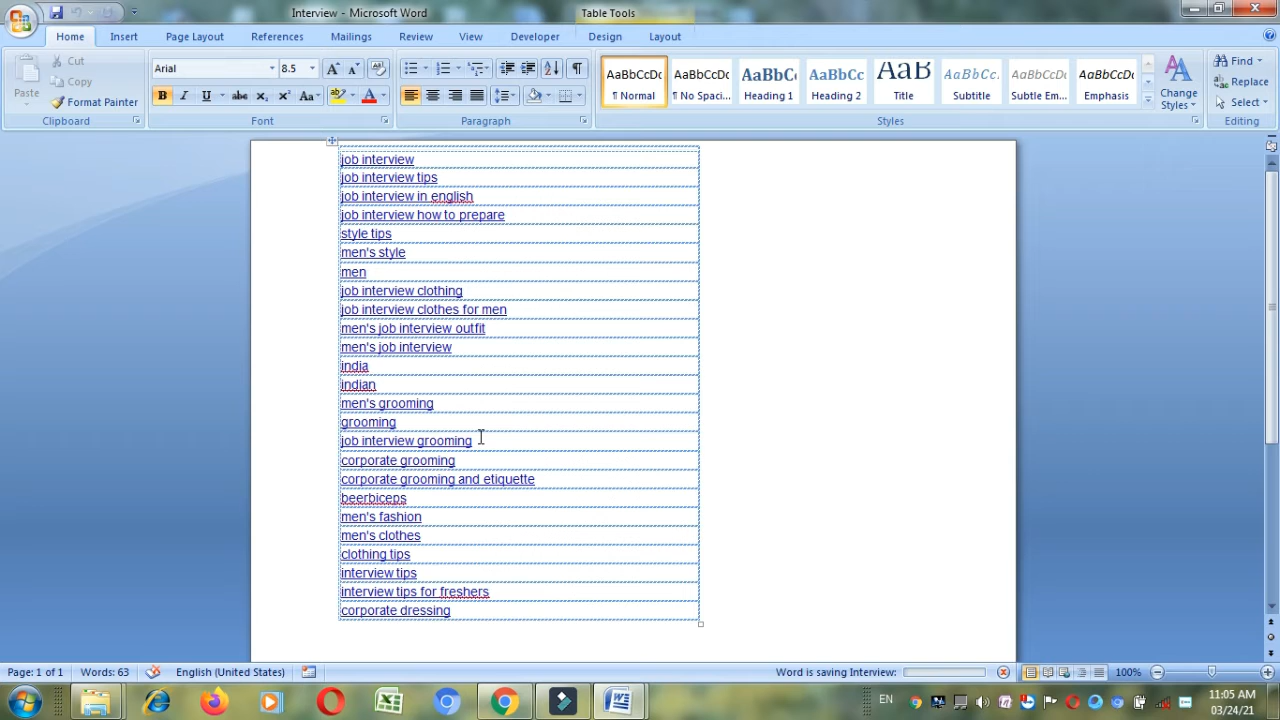 Interview - Microsoft Word
Table Tools
Home Insert Page Layout References Mailings Review View Developer Design Layout
Paste
Cut
Copy
Format Painter
Clipboard
Arial 8.5
B I U abc x₂ x² Aa
Font
Paragraph
AaBbCcDc AaBbCcDc AaBbCc AaBbCc AaB AaBbCc. AaBbCcDc AaBbCcDc
¶ Normal ¶ No Spaci... Heading 1 Heading 2 Title Subtitle Subtle Em... Emphasis
Change Styles
Styles
Find
Replace
Select
Editing
job interview
job interview tips
job interview in english
job interview how to prepare
style tips
men's style
men
job interview clothing
job interview clothes for men
men's job interview outfit
men's job interview
india
indian
men's grooming
grooming
job interview grooming
corporate grooming
corporate grooming and etiquette
beerbiceps
men's fashion
men's clothes
clothing tips
interview tips
interview tips for freshers
corporate dressing
Page: 1 of 1 Words: 63 English (United States) Word is saving Interview: 100%
EN
11:05 AM
03/24/21